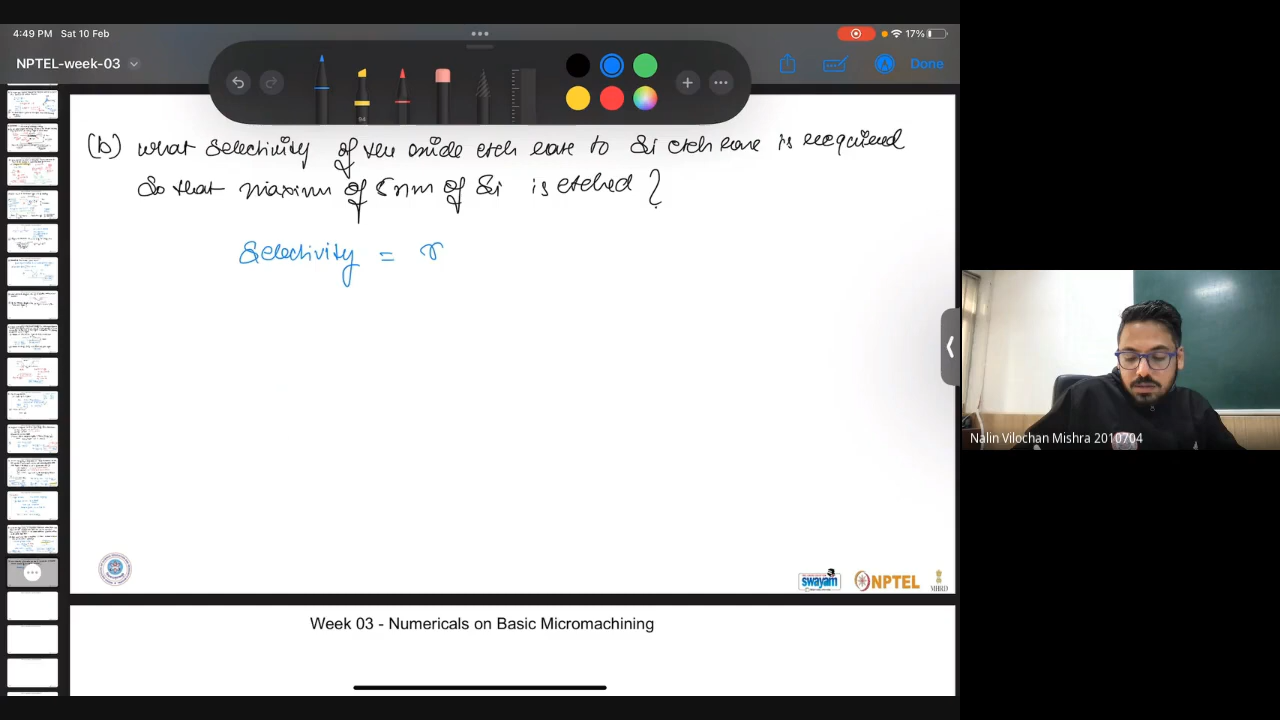 4:49 PM Sat 10 Feb
17%
NPTEL-week-03
Done
94
(b) what selectivity of the oxide etch rate to Si etch rate is required
So that maximum of 5nm of Si is etched ?
Selectivity = r
Nalin Vilochan Mishra 2010704
swayam
NPTEL
MHRD
Week 03 - Numericals on Basic Micromachining